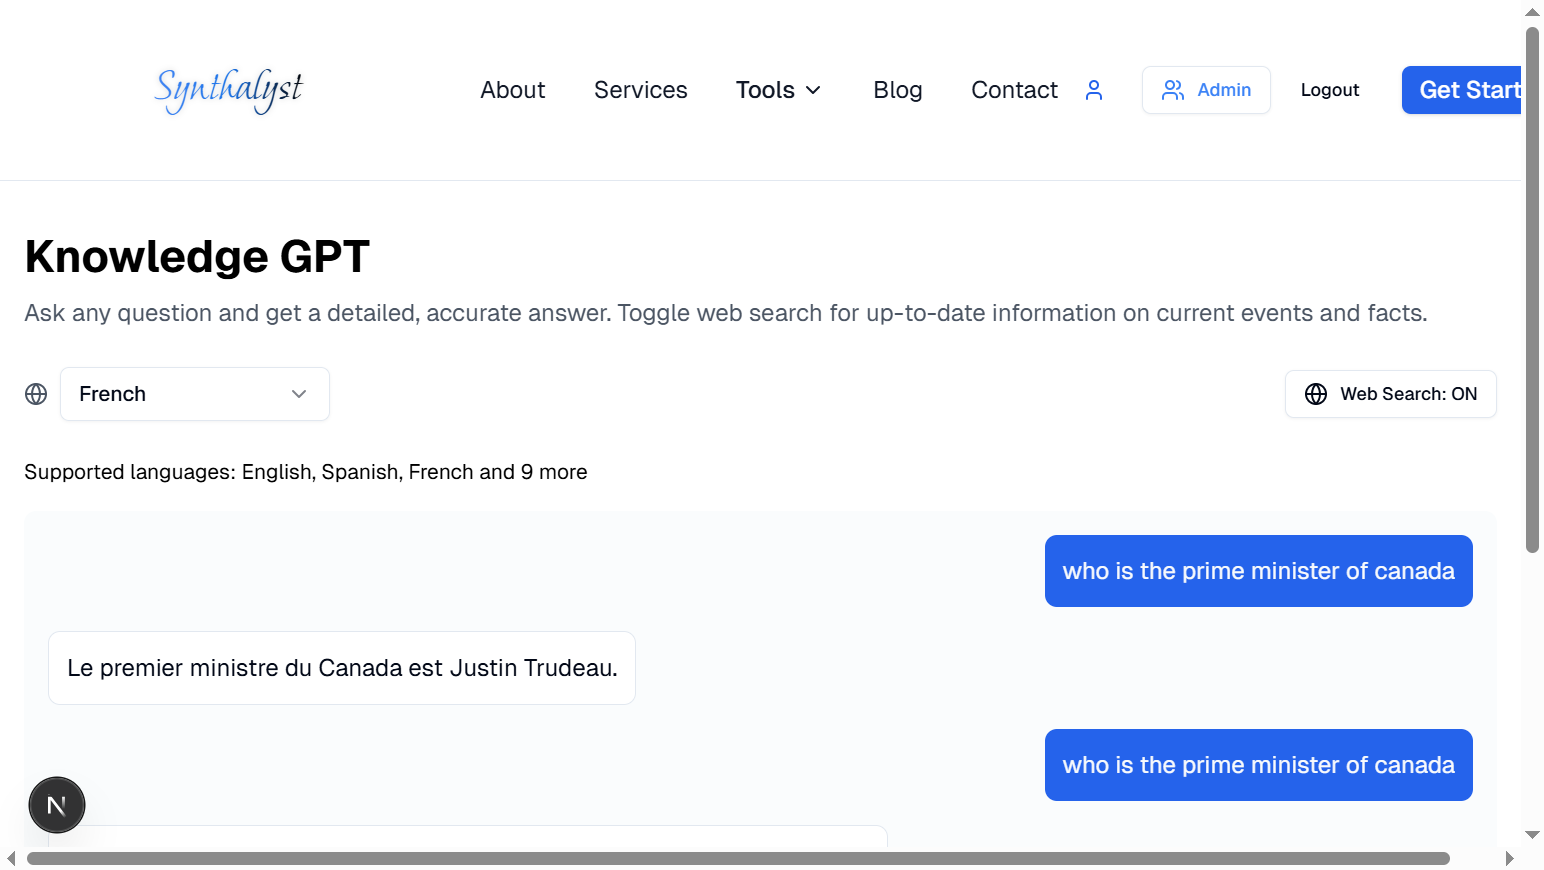 Synthalyst
About Services Tools Blog Contact Admin Logout Get Start
Knowledge GPT
Ask any question and get a detailed, accurate answer. Toggle web search for up-to-date information on current events and facts.
French
Web Search: ON
Supported languages: English, Spanish, French and 9 more
who is the prime minister of canada
Le premier ministre du Canada est Justin Trudeau.
who is the prime minister of canada
N